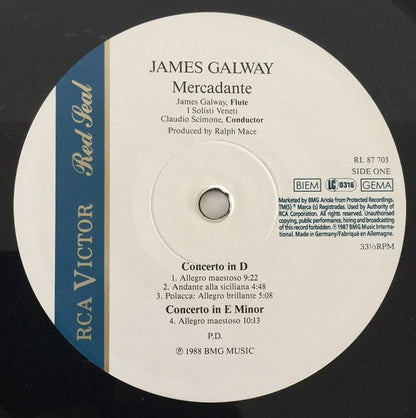 RCA VICTOR Red Seal
JAMES GALWAY
Mercadante
James Galway, Flute
I Solisti Veneti
Claudio Scimone, Conductor
Produced by Ralph Mace
RL 87 703
SIDE ONE
BIEM LC 0316 GEMA
Marketed by BMG Ariola from Protected Recordings.
TM(S) ® Marca (s) Registradas. Used by Authority of
RCA Corporation. All rights reserved. Unauthorised
copying, public performance, hiring and broadcasting
of this record forbidden. ℗ 1987 BMG Music Interna-
tional. Made in Germany/Fabriqué en Allemagne.
33⅓RPM
Concerto in D
1. Allegro maestoso 9:22
2. Andante alla siciliana 4:48
3. Polacca: Allegro brillante 5:08
Concerto in E Minor
4. Allegro maestoso 10:13
P.D.
℗ 1988 BMG MUSIC